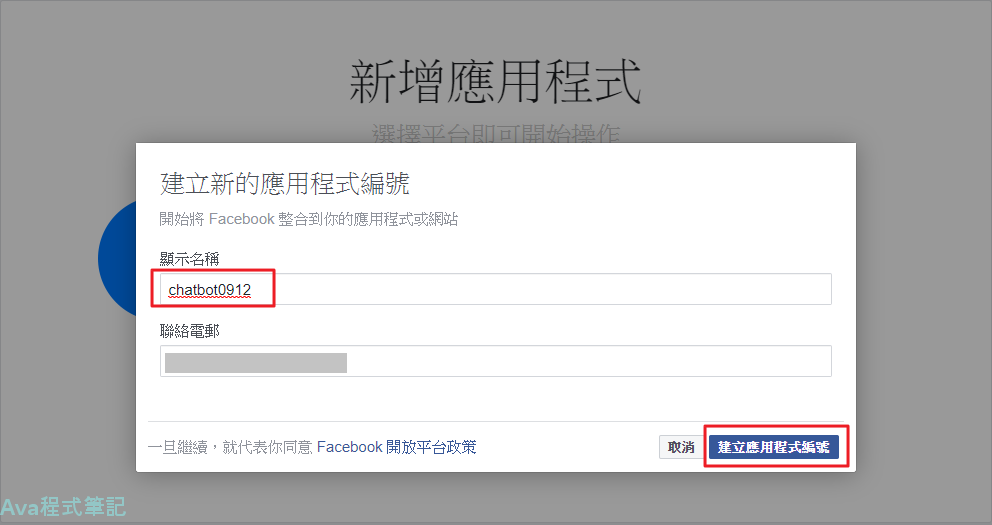 新增應用程式
選擇平台即可開始操作
建立新的應用程式編號
開始將 Facebook 整合到你的應用程式或網站
顯示名稱
chatbot0912
聯絡電郵
一旦繼續，就代表你同意 Facebook 開放平台政策
取消
建立應用程式編號
Ava程式筆記